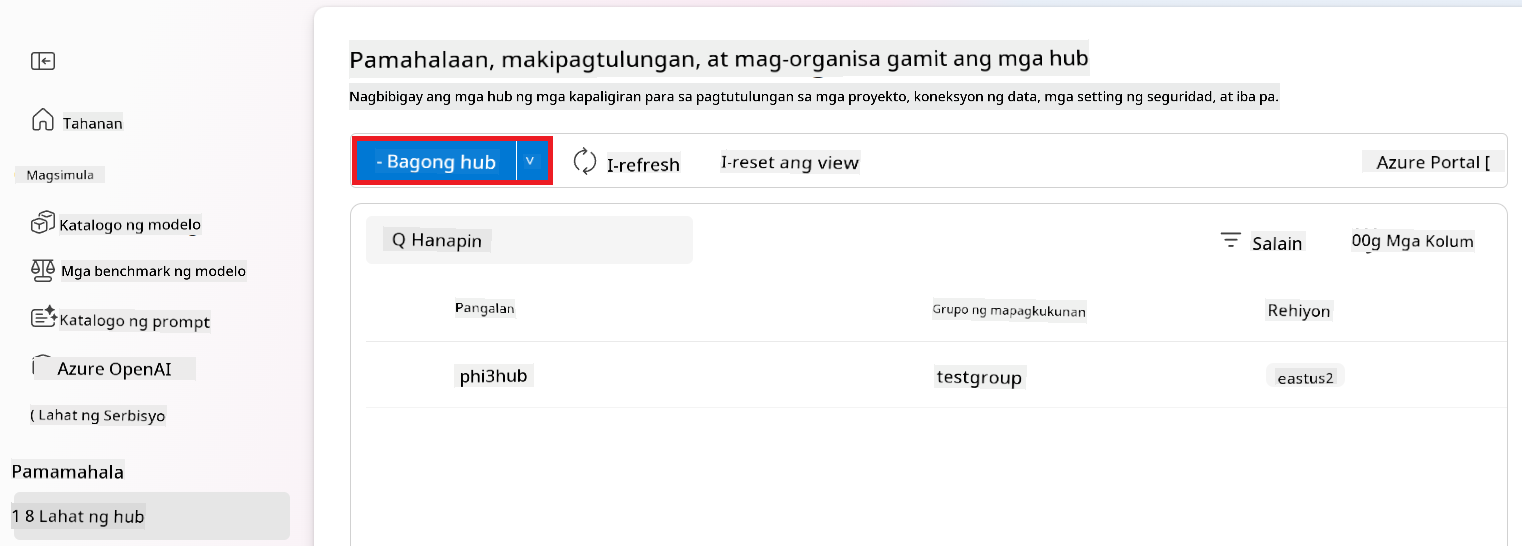 Tahanan
Magsimula
Katalogo ng modelo
Mga benchmark ng modelo
Katalogo ng prompt
Azure OpenAI
( Lahat ng Serbisyo
Pamamahala
1 8 Lahat ng hub
Pamahalaan, makipagtulungan, at mag-organisa gamit ang mga hub
Nagbibigay ang mga hub ng mga kapaligiran para sa pagtutulungan sa mga proyekto, koneksyon ng data, mga setting ng seguridad, at iba pa.
- Bagong hub v I-refresh I-reset ang view Azure Portal [
Q Hanapin Salain 00g Mga Kolum
Pangalan Grupo ng mapagkukunan Rehiyon
phi3hub testgroup eastus2